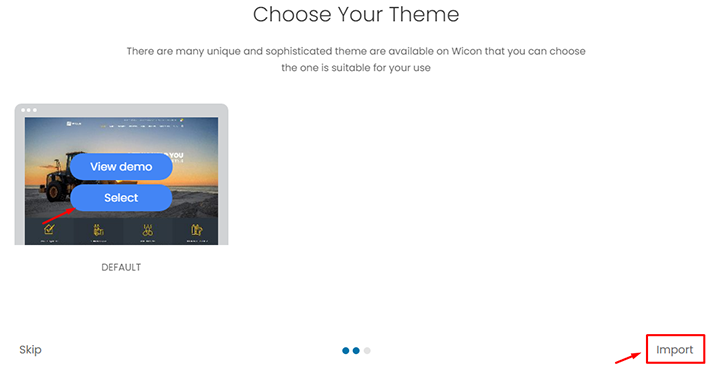 Choose Your Theme
There are many unique and sophisticated theme are available on Wicon that you can choose
the one is suitable for your use
View demo
Select
DEFAULT
Skip
Import